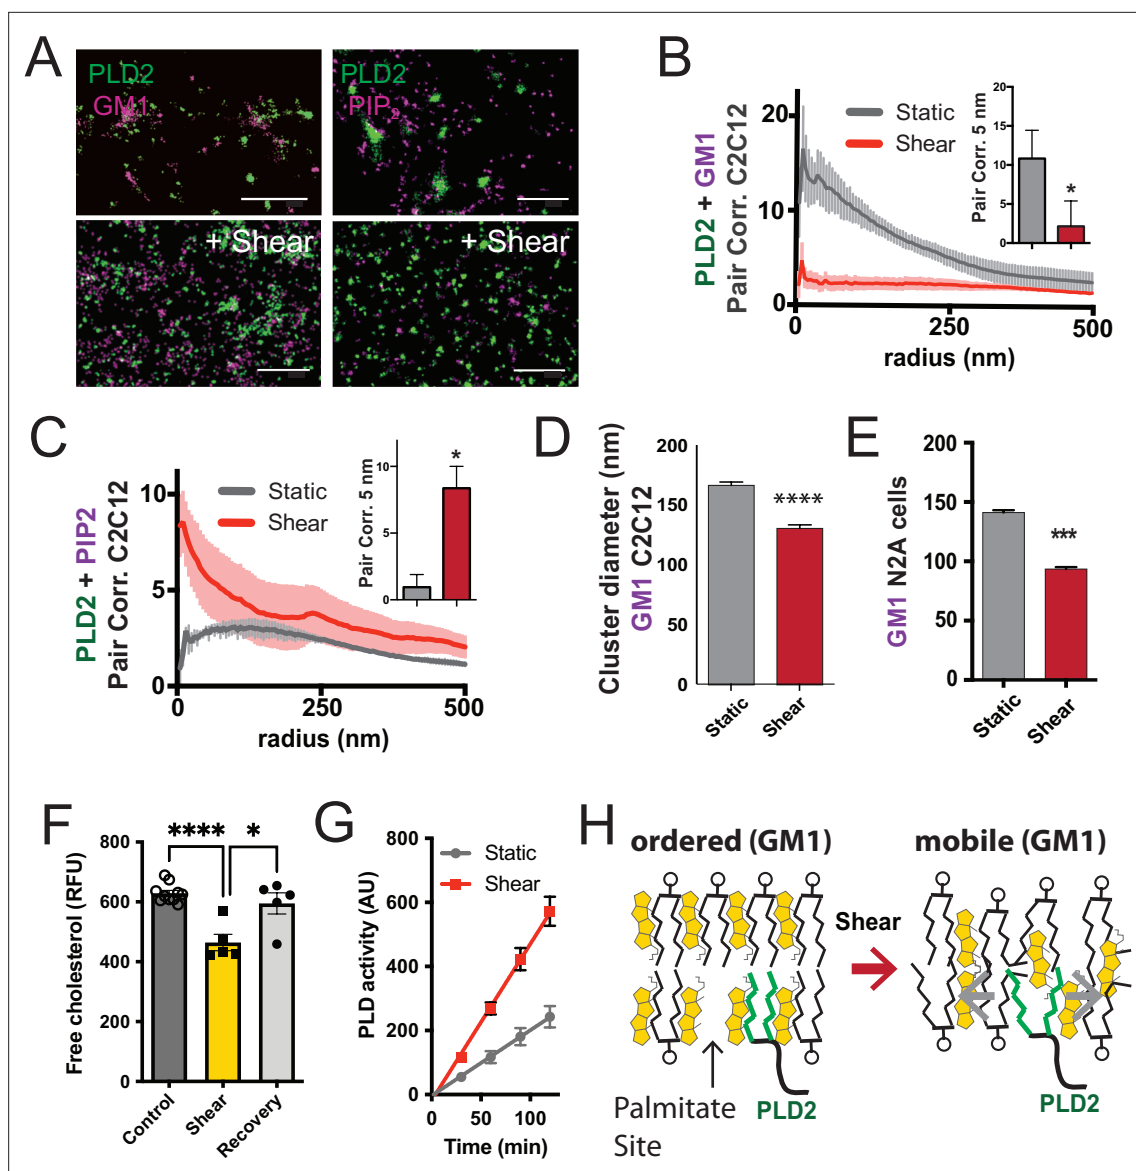 A
PLD2
GM1
PLD2
PIP2
+ Shear
+ Shear
B
PLD2 + GM1
Pair Corr. C2C12
20
10
0
0
250
500
radius (nm)
Static
Shear
Pair Corr. 5 nm
20
15
10
5
0
*
C
PLD2 + PIP2
Pair Corr. C2C12
10
5
0
0
250
500
radius (nm)
Static
Shear
Pair Corr. 5 nm
10
5
0
*
D
Cluster diameter (nm)
GM1 C2C12
200
150
100
50
0
****
Static
Shear
E
GM1 N2A cells
200
150
100
50
0
***
Static
Shear
F
Free cholesterol (RFU)
800
600
400
200
0
****
*
Control
Shear
Recovery
G
PLD activity (AU)
800
600
400
200
0
0
50
100
Time (min)
Static
Shear
H
ordered (GM1)
mobile (GM1)
Shear
Palmitate
Site
PLD2
PLD2